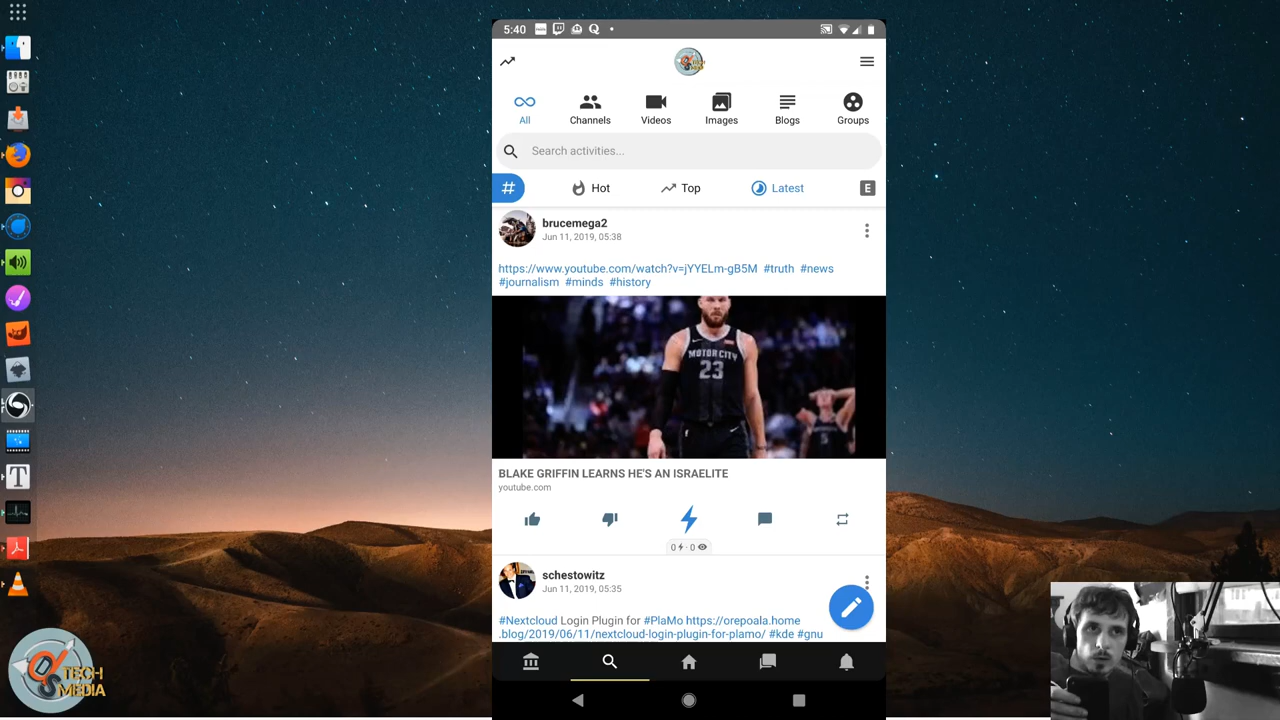 5:40
All
Channels
Videos
Images
Blogs
Groups
Search activities...
#
Hot
Top
Latest
E
brucemega2
Jun 11, 2019, 05:38
https://www.youtube.com/watch?v=jYYELm-gB5M #truth #news
#journalism #minds #history
MOTOR CITY
23
BLAKE GRIFFIN LEARNS HE'S AN ISRAELITE
youtube.com
0 · 0
schestowitz
Jun 11, 2019, 05:35
#Nextcloud Login Plugin for #PlaMo https://orepoala.home
.blog/2019/06/11/nextcloud-login-plugin-for-plamo/ #kde #gnu
TECH
MEDIA